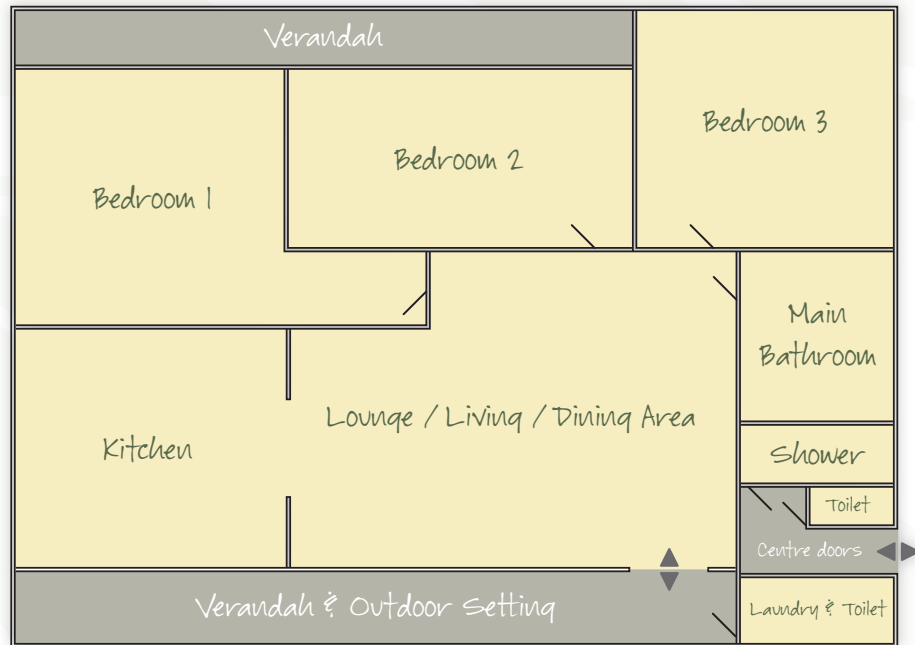 Verandah
Bedroom 3
Bedroom 2
Bedroom 1
Main
Bathroom
Lounge / Living / Dining Area
Kitchen
Shower
Toilet
Centre doors
Verandah & Outdoor Setting
Laundry & Toilet